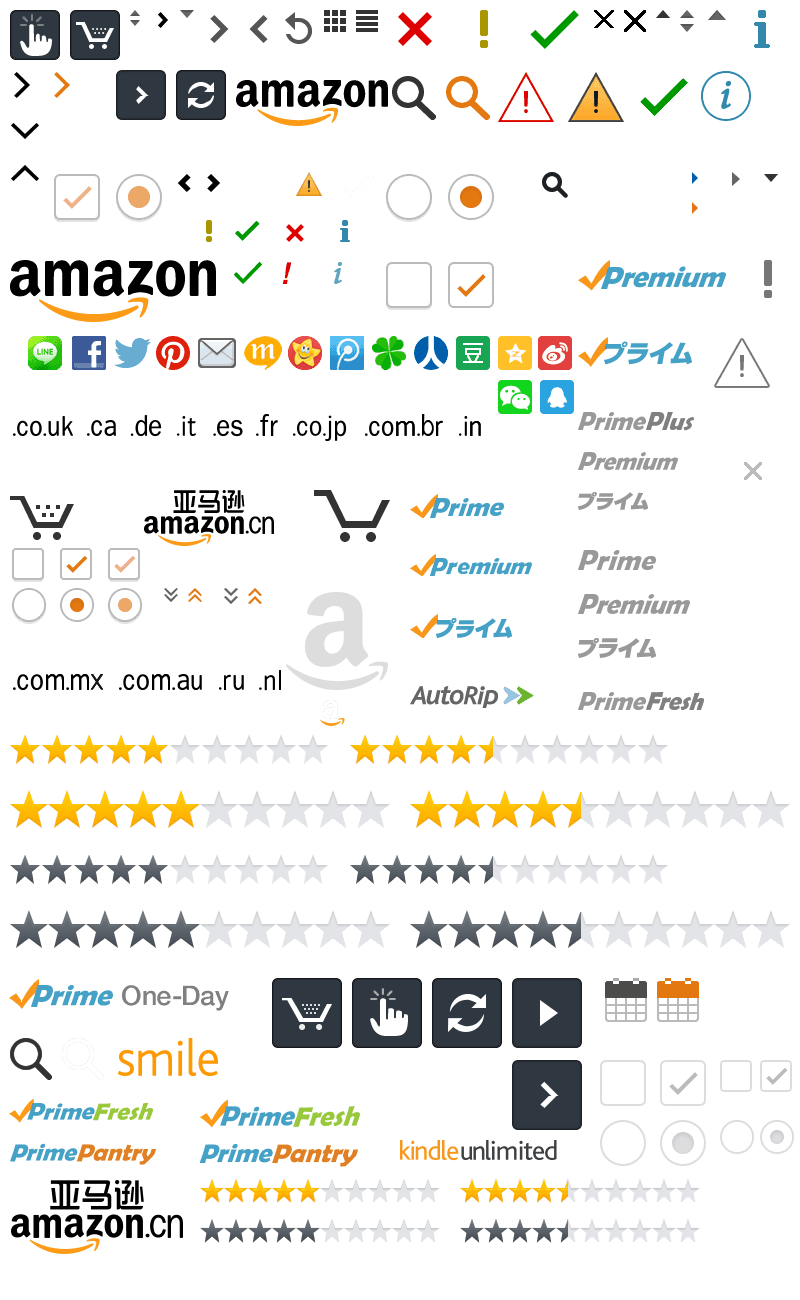 amazon
amazon
Premium
LINE
m
豆
プライム
.co.uk .ca .de .it .es .fr .co.jp .com.br .in
PrimePlus
Premium
プライム
亚马逊
amazon.cn
Prime
Premium
プライム
Prime
Premium
プライム
a
.com.mx .com.au .ru .nl
AutoRip
PrimeFresh
a
Prime One-Day
smile
PrimeFresh
PrimeFresh
PrimePantry
PrimePantry
kindleunlimited
亚马逊
amazon.cn